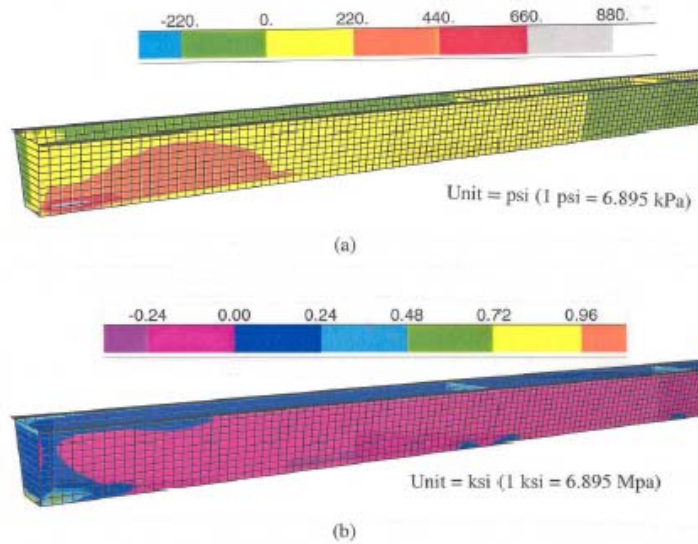 -220. 0. 220. 440. 660. 880.
Unit = psi (1 psi = 6.895 kPa)
(a)
-0.24 0.00 0.24 0.48 0.72 0.96
Unit = ksi (1 ksi = 6.895 Mpa)
(b)